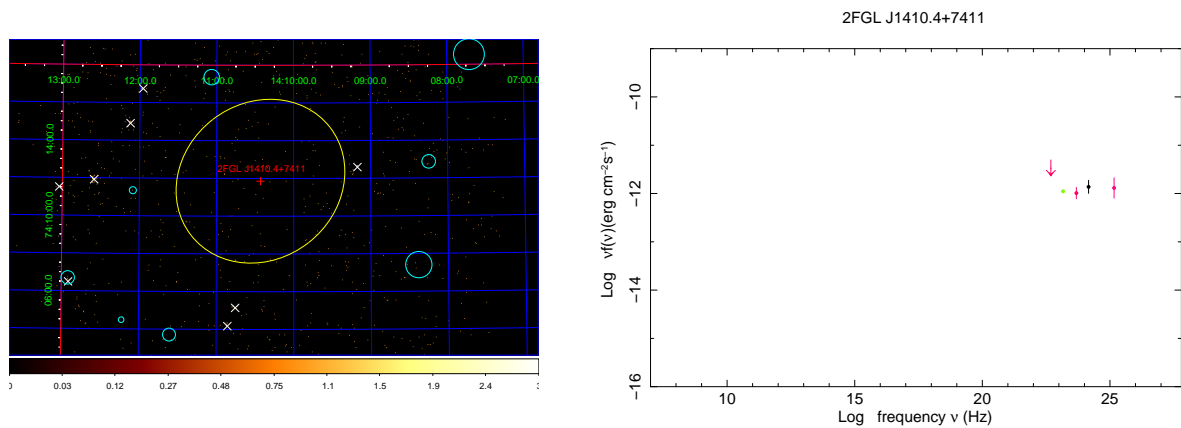 13:00.0 12:00.0 11:00.0 14:10:00.0 09:00.0 08:00.0 07:00.0
14:00.0
74:10:00.0
06:00.0
2FGL J1410.4+7411
0 0.03 0.12 0.27 0.48 0.75 1.1 1.5 1.9 2.4 3
2FGL J1410.4+7411
Log νf(ν)(erg cm⁻²s⁻¹)
−10
−12
−14
−16
10 15 20 25
Log frequency ν (Hz)